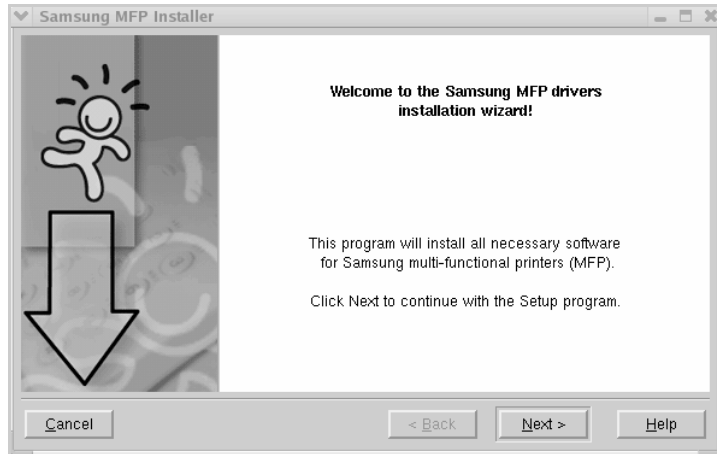 Samsung MFP Installer
Welcome to the Samsung MFP drivers
installation wizard!
This program will install all necessary software
for Samsung multi-functional printers (MFP).
Click Next to continue with the Setup program.
Cancel
< Back
Next >
Help